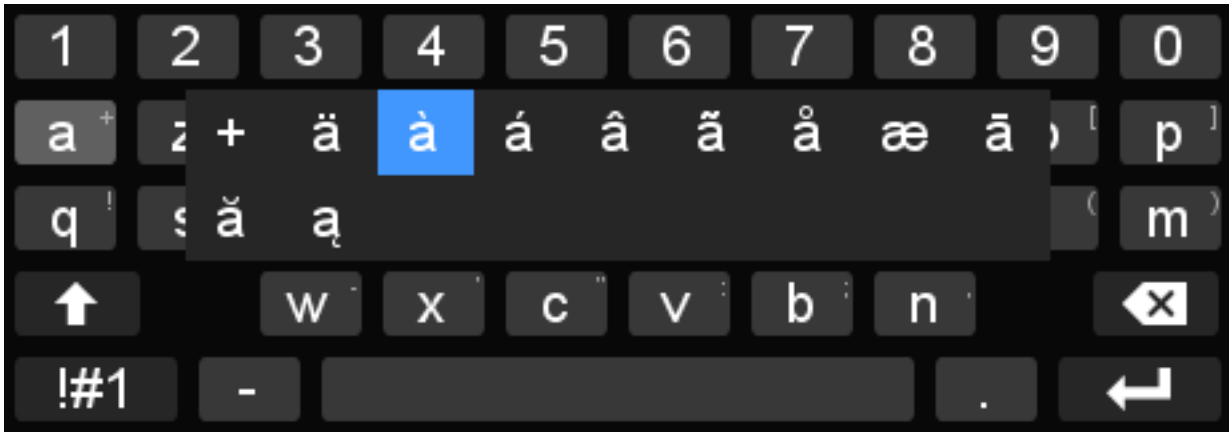 1 2 3 4 5 6 7 8 9 0
a + z + ä à á â ã å æ ā [ p ]
q ! s ă ą ( m )
w - x ' c " v : b ; n ,
!#1 - .